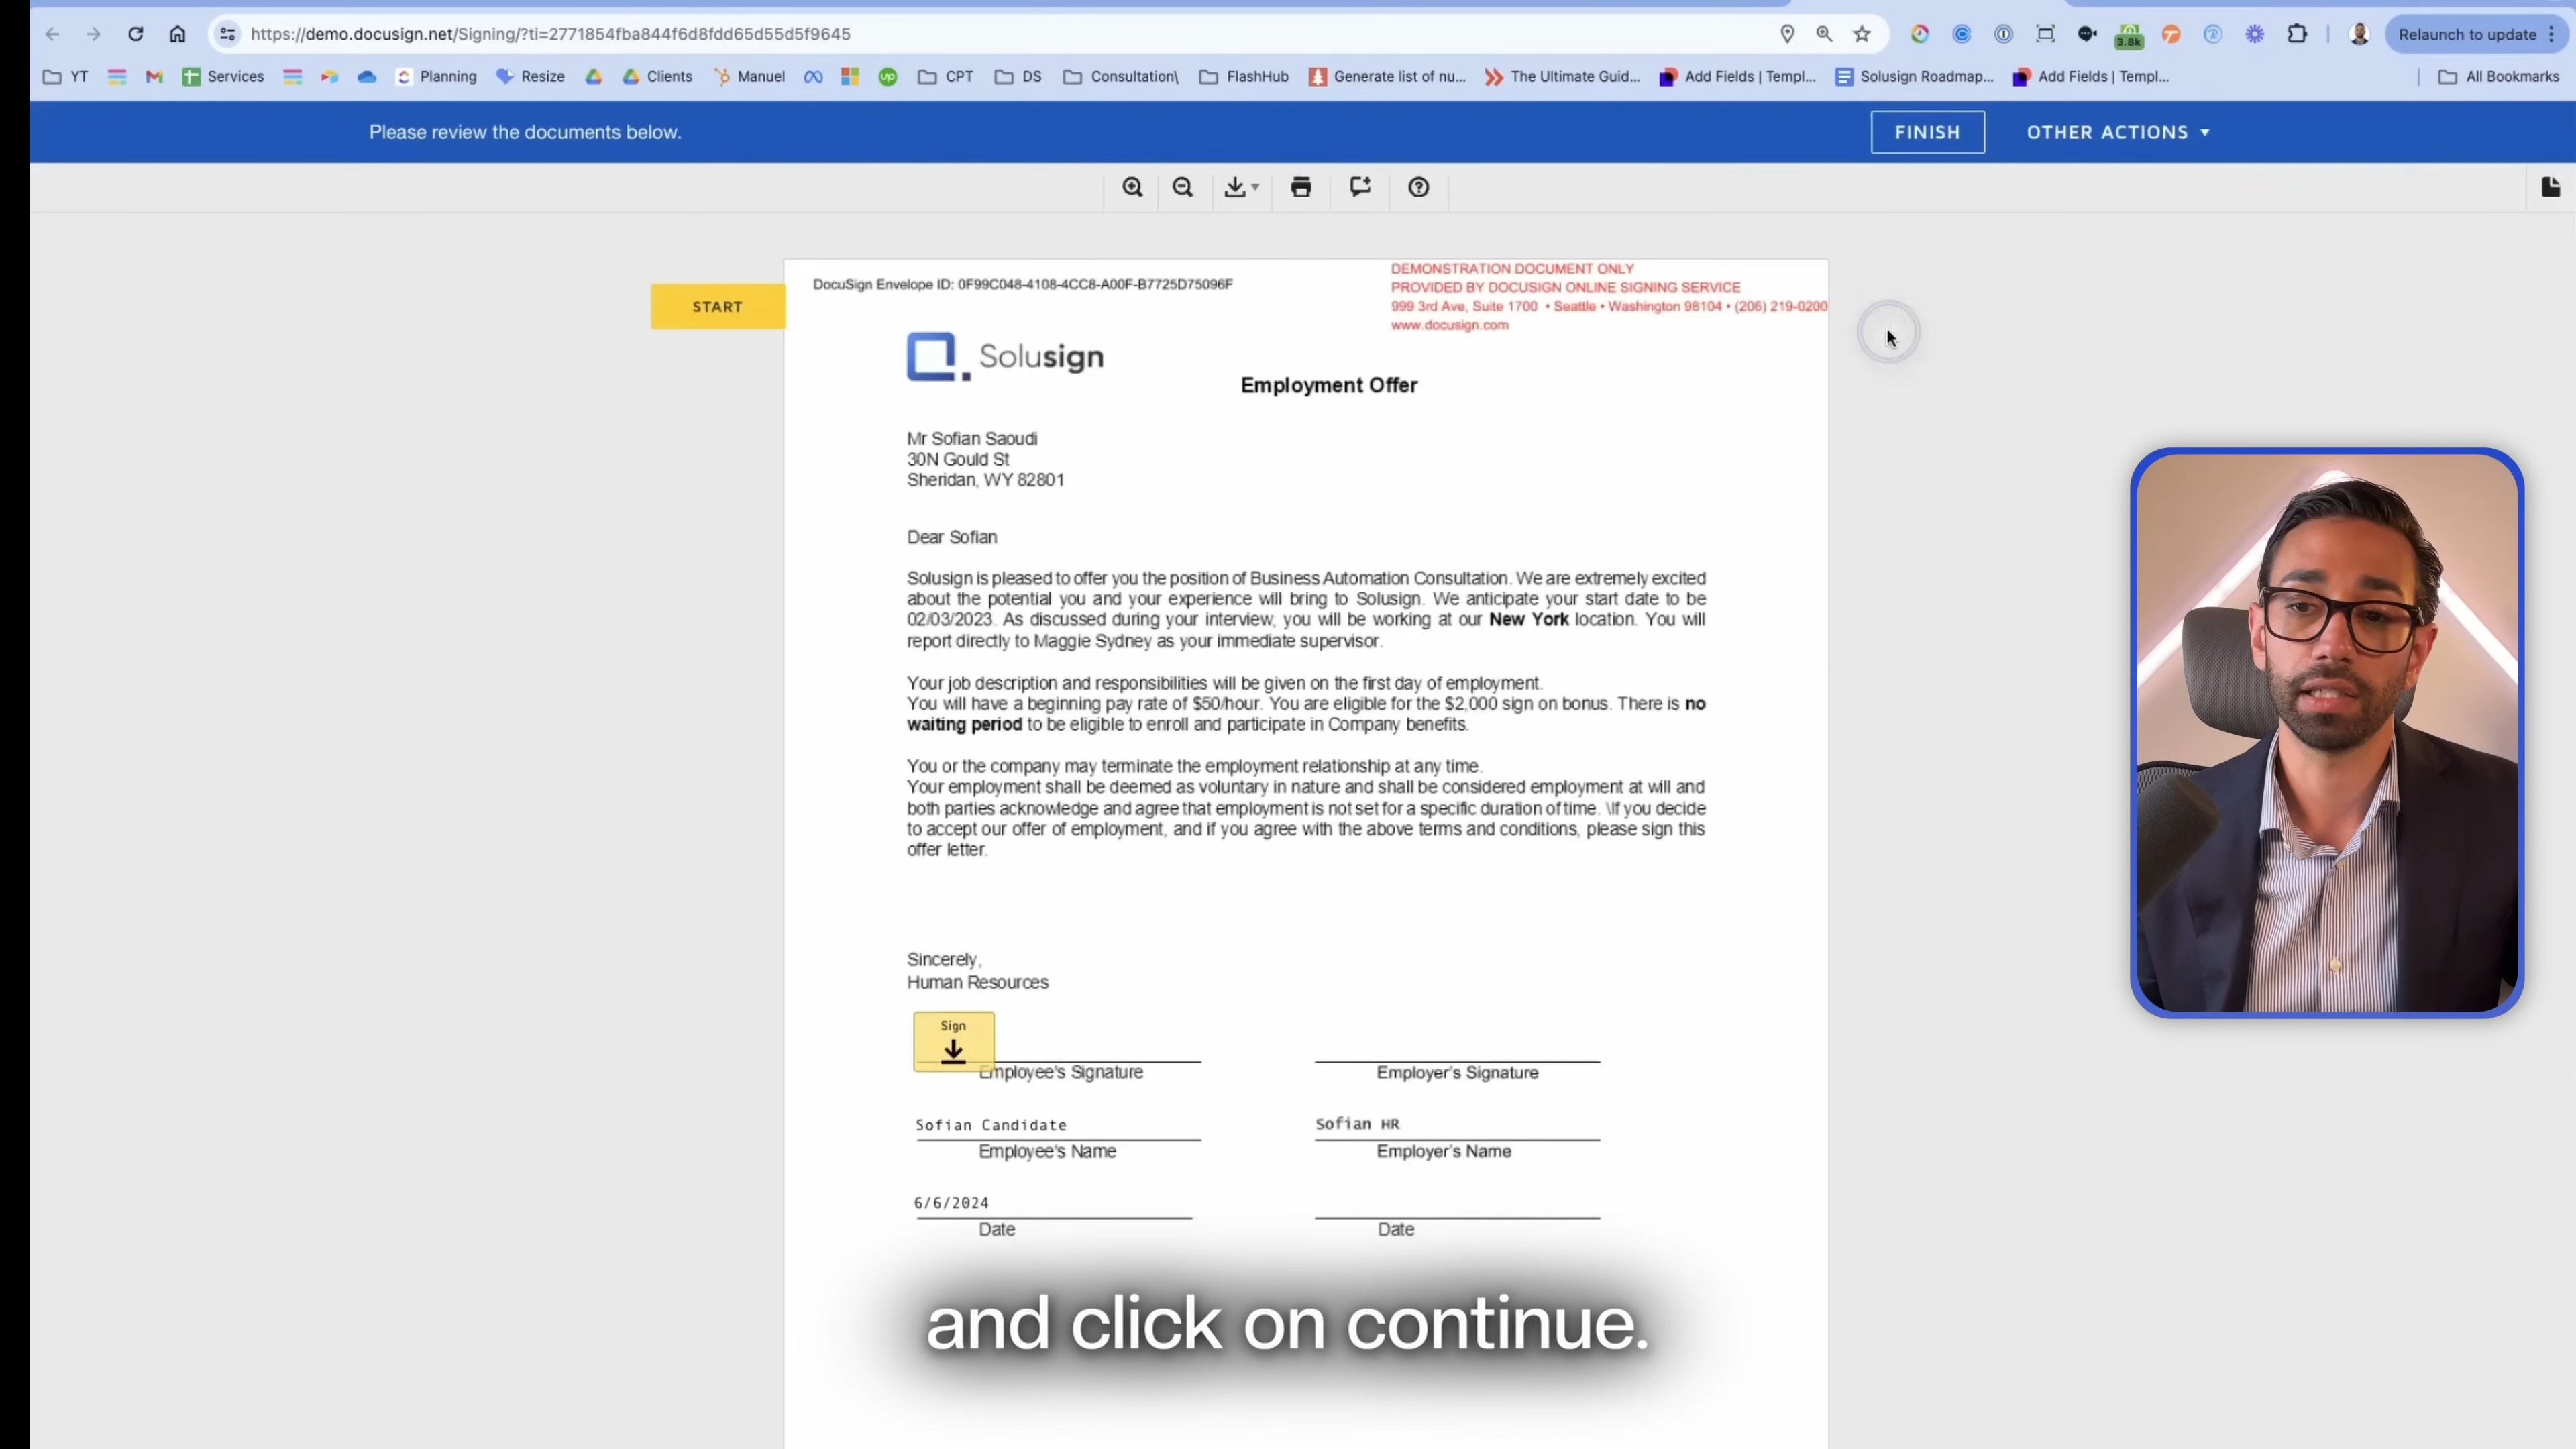 https://demo.docusign.net/Signing/?ti=2771854fba844f6d8fdd65d55d5f9645
3.8k
Relaunch to update
YT
Services
Planning
Resize
Clients
Manuel
up
CPT
DS
Consultation\
FlashHub
Generate list of nu...
The Ultimate Guid...
Add Fields | Templ...
Solusign Roadmap...
Add Fields | Templ...
All Bookmarks
Please review the documents below.
FINISH
OTHER ACTIONS
START
DocuSign Envelope ID: 0F99C048-4108-4CC8-A00F-B7725D75096F
DEMONSTRATION DOCUMENT ONLY
PROVIDED BY DOCUSIGN ONLINE SIGNING SERVICE
999 3rd Ave, Suite 1700 • Seattle • Washington 98104 • (206) 219-0200
www.docusign.com
Solusign
Employment Offer
Mr Sofian Saoudi
30N Gould St
Sheridan, WY 82801
Dear Sofian
Solusign is pleased to offer you the position of Business Automation Consultation. We are extremely excited
about the potential you and your experience will bring to Solusign. We anticipate your start date to be
02/03/2023. As discussed during your interview, you will be working at our New York location. You will
report directly to Maggie Sydney as your immediate supervisor.
Your job description and responsibilities will be given on the first day of employment.
You will have a beginning pay rate of $50/hour. You are eligible for the $2,000 sign on bonus. There is no
waiting period to be eligible to enroll and participate in Company benefits.
You or the company may terminate the employment relationship at any time.
Your employment shall be deemed as voluntary in nature and shall be considered employment at will and
both parties acknowledge and agree that employment is not set for a specific duration of time. \If you decide
to accept our offer of employment, and if you agree with the above terms and conditions, please sign this
offer letter.
Sincerely,
Human Resources
Sign
Employee's Signature
Employer's Signature
Sofian Candidate
Sofian HR
Employee's Name
Employer's Name
6/6/2024
Date
Date
and click on continue.